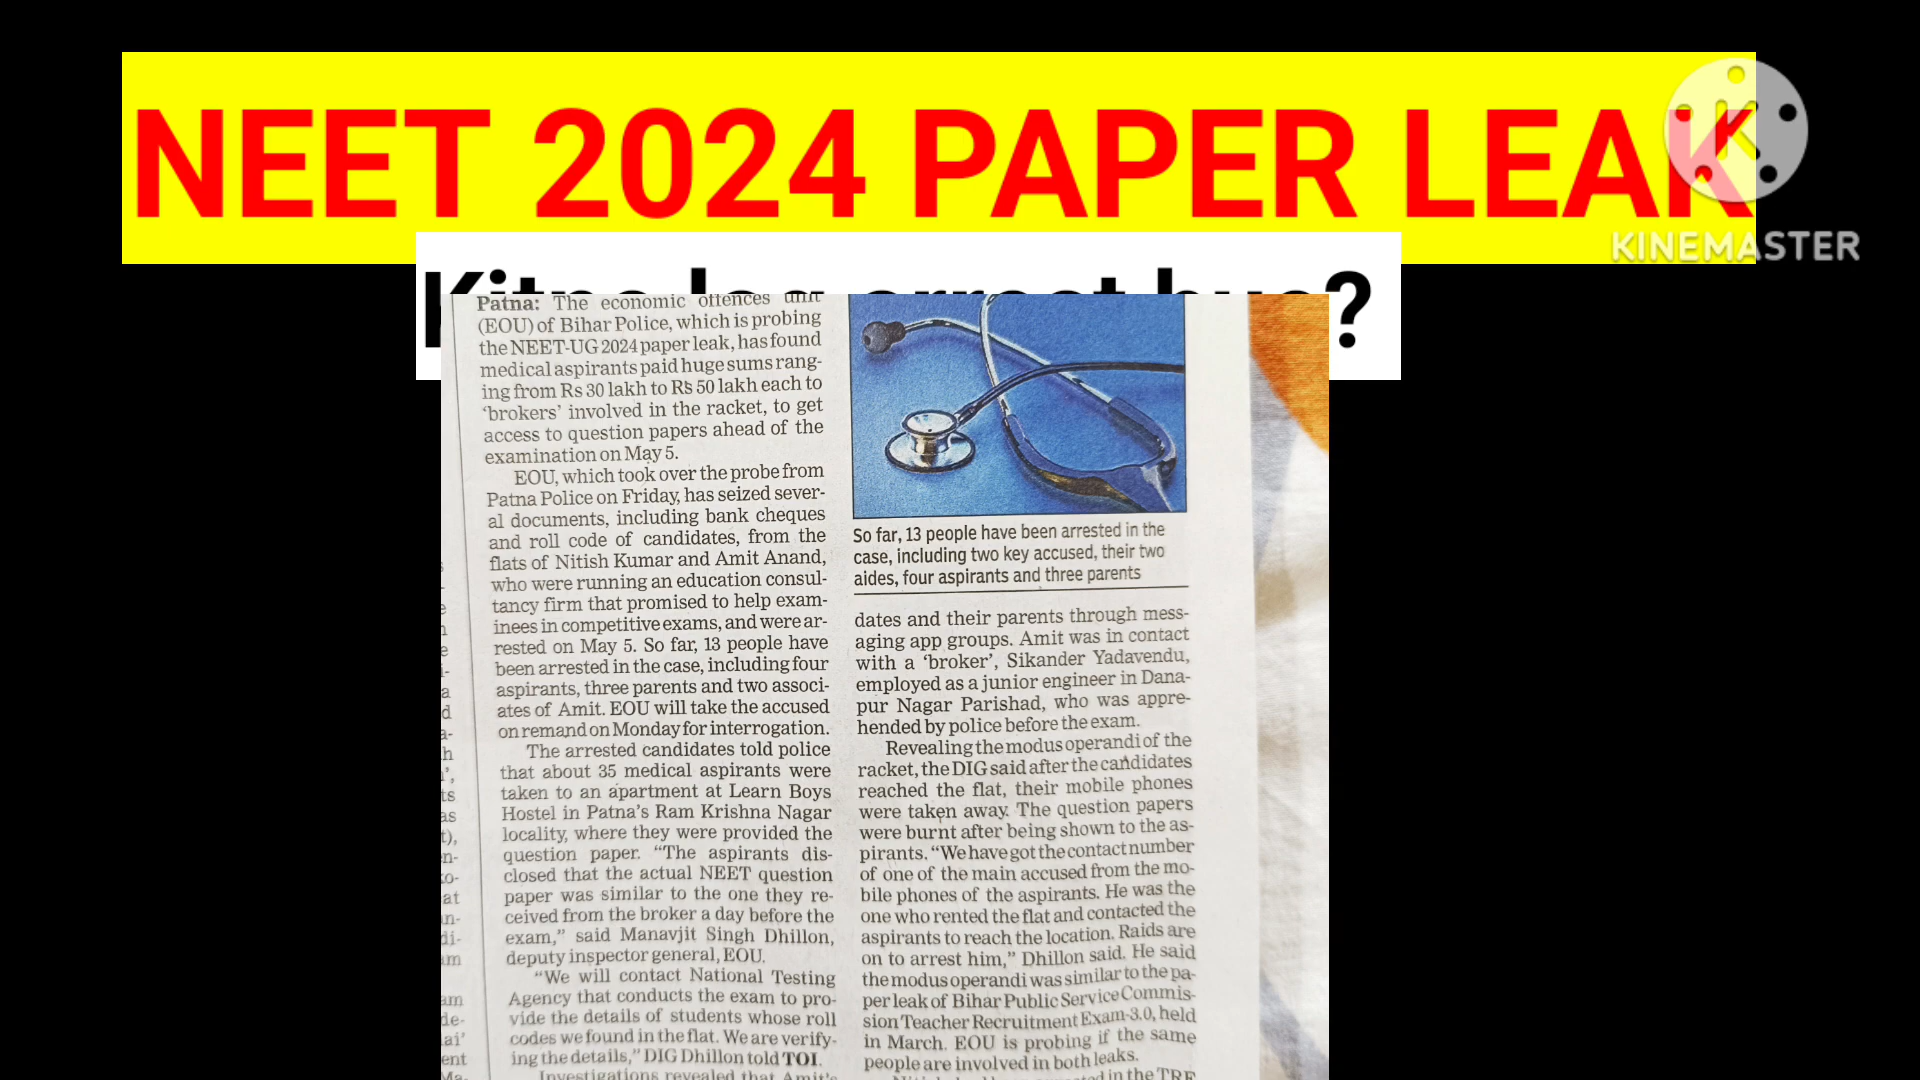 NEET 2024 PAPER LEAK
KINEMASTER
?
Patna: The economic offences unit
(EOU) of Bihar Police, which is probing
the NEET-UG 2024 paper leak, has found
medical aspirants paid huge sums rang-
ing from Rs 30 lakh to Rs 50 lakh each to
‘brokers’ involved in the racket, to get
access to question papers ahead of the
examination on May 5.
EOU, which took over the probe from
Patna Police on Friday, has seized sever-
al documents, including bank cheques
and roll code of candidates, from the
flats of Nitish Kumar and Amit Anand,
who were running an education consul-
tancy firm that promised to help exam-
inees in competitive exams, and were ar-
rested on May 5. So far, 13 people have
been arrested in the case, including four
aspirants, three parents and two associ-
ates of Amit. EOU will take the accused
on remand on Monday for interrogation.
The arrested candidates told police
that about 35 medical aspirants were
taken to an apartment at Learn Boys
Hostel in Patna’s Ram Krishna Nagar
locality, where they were provided the
question paper. “The aspirants dis-
closed that the actual NEET question
paper was similar to the one they re-
ceived from the broker a day before the
exam,” said Manavjit Singh Dhillon,
deputy inspector general, EOU.
“We will contact National Testing
Agency that conducts the exam to pro-
vide the details of students whose roll
codes we found in the flat. We are verify-
ing the details,” DIG Dhillon told TOI.
Investigations revealed that Amit’s
So far, 13 people have been arrested in the
case, including two key accused, their two
aides, four aspirants and three parents
dates and their parents through mess-
aging app groups. Amit was in contact
with a ‘broker’, Sikander Yadavendu,
employed as a junior engineer in Dana-
pur Nagar Parishad, who was appre-
hended by police before the exam.
Revealing the modus operandi of the
racket, the DIG said after the candidates
reached the flat, their mobile phones
were taken away. The question papers
were burnt after being shown to the as-
pirants. “We have got the contact number
of one of the main accused from the mo-
bile phones of the aspirants. He was the
one who rented the flat and contacted the
aspirants to reach the location. Raids are
on to arrest him,” Dhillon said. He said
the modus operandi was similar to the pa-
per leak of Bihar Public Service Commis-
sion Teacher Recruitment Exam-3.0, held
in March. EOU is probing if the same
people are involved in both leaks.
in the TRE